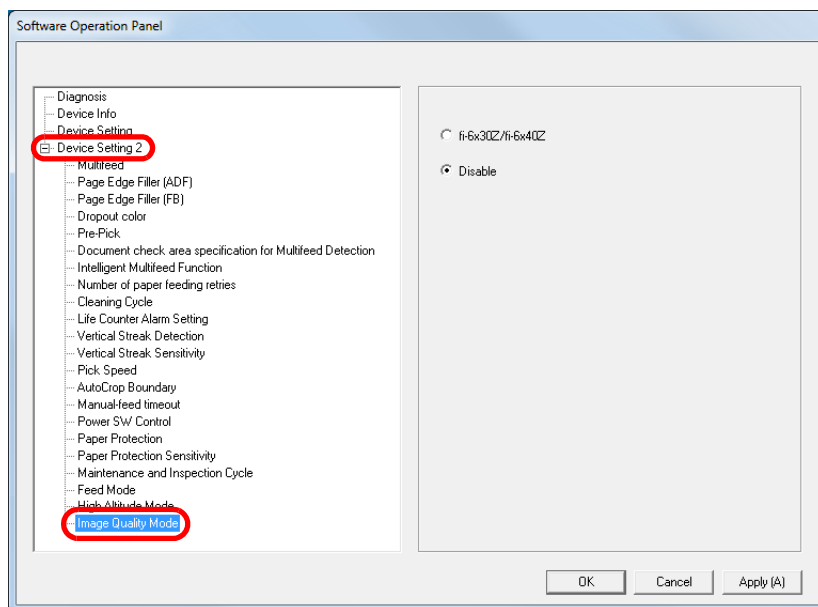 Software Operation Panel
Diagnosis
Device Info
Device Setting
Device Setting 2
Multifeed
Page Edge Filler (ADF)
Page Edge Filler (FB)
Dropout color
Pre-Pick
Document check area specification for Multifeed Detection
Intelligent Multifeed Function
Number of paper feeding retries
Cleaning Cycle
Life Counter Alarm Setting
Vertical Streak Detection
Vertical Streak Sensitivity
Pick Speed
AutoCrop Boundary
Manual-feed timeout
Power SW Control
Paper Protection
Paper Protection Sensitivity
Maintenance and Inspection Cycle
Feed Mode
High Altitude Mode
Image Quality Mode
fi-6x30Z/fi-6x40Z
Disable
OK
Cancel
Apply (A)